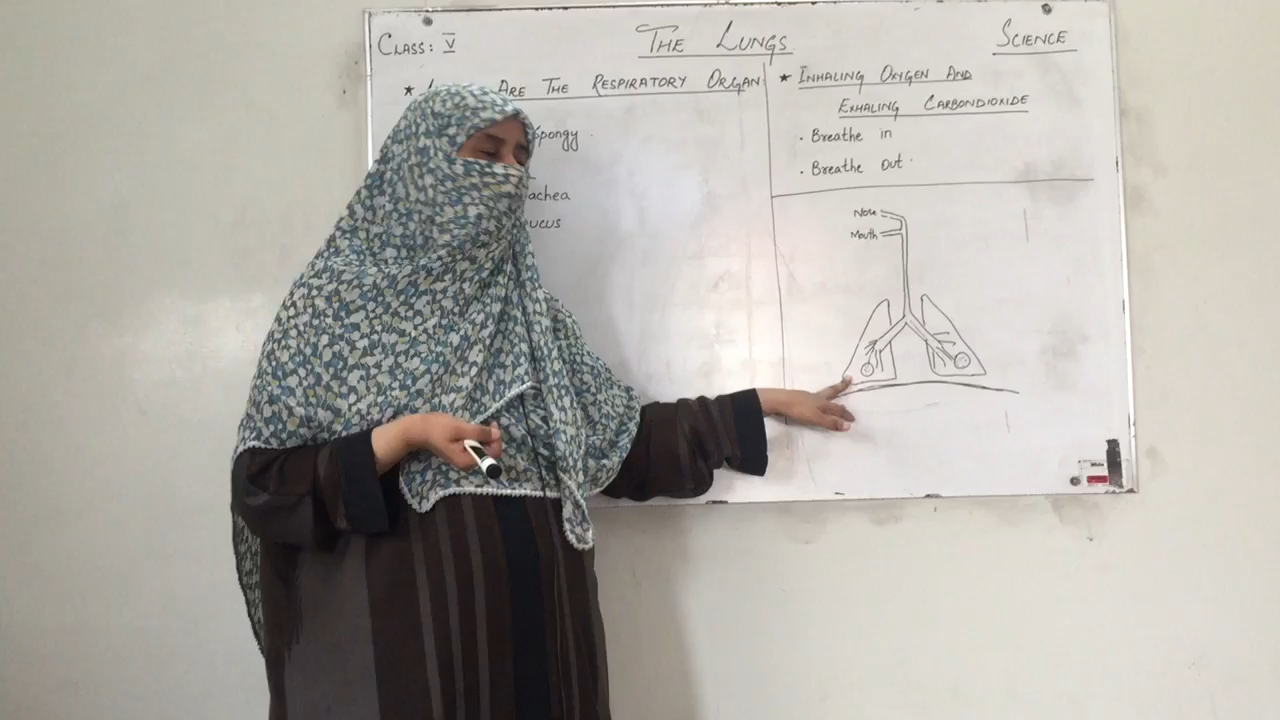 CLASS: V
THE LUNGS
SCIENCE
★ ARE THE RESPIRATORY ORGAN
Spongy.
achea
ucus
★ INHALING OXYGEN AND
EXHALING CARBONDIOXIDE
. Breathe in
. Breathe Out.
Nose
Mouth